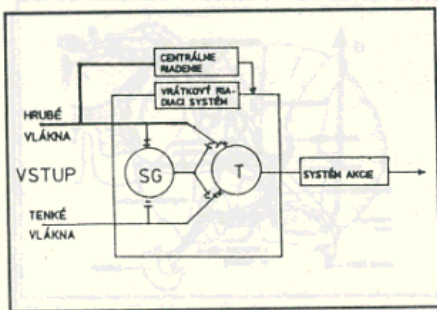 CENTRÁLNE
RIADENIE
VRÁTKOVÝ RIA-
DIACI SYSTÉM
HRUBÉ
VLÁKNA
VSTUP
SG
T
SYSTÉM AKCIE
TENKÉ
VLÁKNA